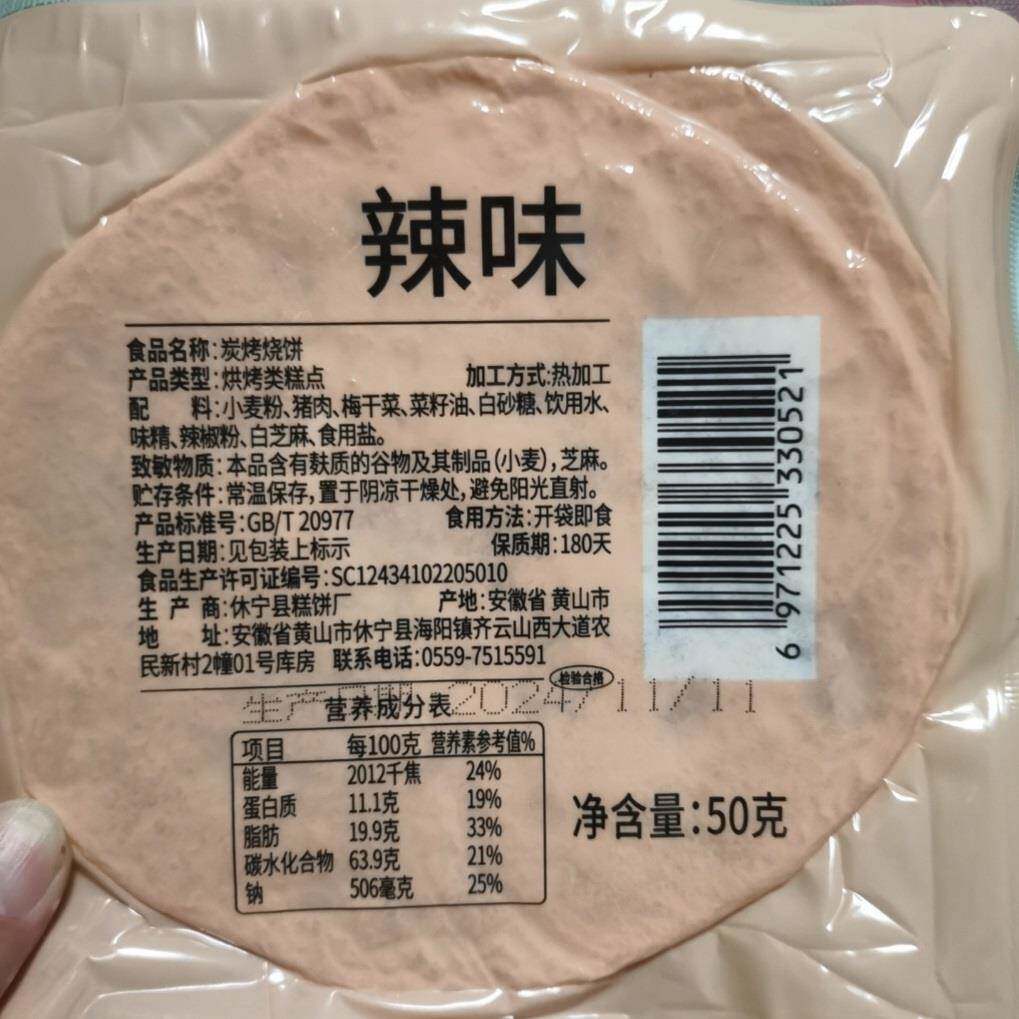 辣味
食品名称:炭烤烧饼
产品类型:烘烤类糕点 加工方式:热加工
配 料:小麦粉、猪肉、梅干菜、菜籽油、白砂糖、饮用水、
味精、辣椒粉、白芝麻、食用盐。
致敏物质:本品含有麸质的谷物及其制品(小麦),芝麻。
贮存条件:常温保存,置于阴凉干燥处,避免阳光直射。
产品标准号:GB/T 20977 食用方法:开袋即食
生产日期:见包装上标示 保质期:180天
食品生产许可证编号:SC12434102205010
生 产 商:休宁县糕饼厂 产地:安徽省 黄山市
地 址:安徽省黄山市休宁县海阳镇齐云山西大道农
民新村2幢01号库房 联系电话:0559-7515591
检验合格
生产日期 2024/11/11
营养成分表
项目 每100克 营养素参考值%
能量 2012千焦 24%
蛋白质 11.1克 19%
脂肪 19.9克 33%
碳水化合物 63.9克 21%
钠 506毫克 25%
净含量:50克
6 971225 330521